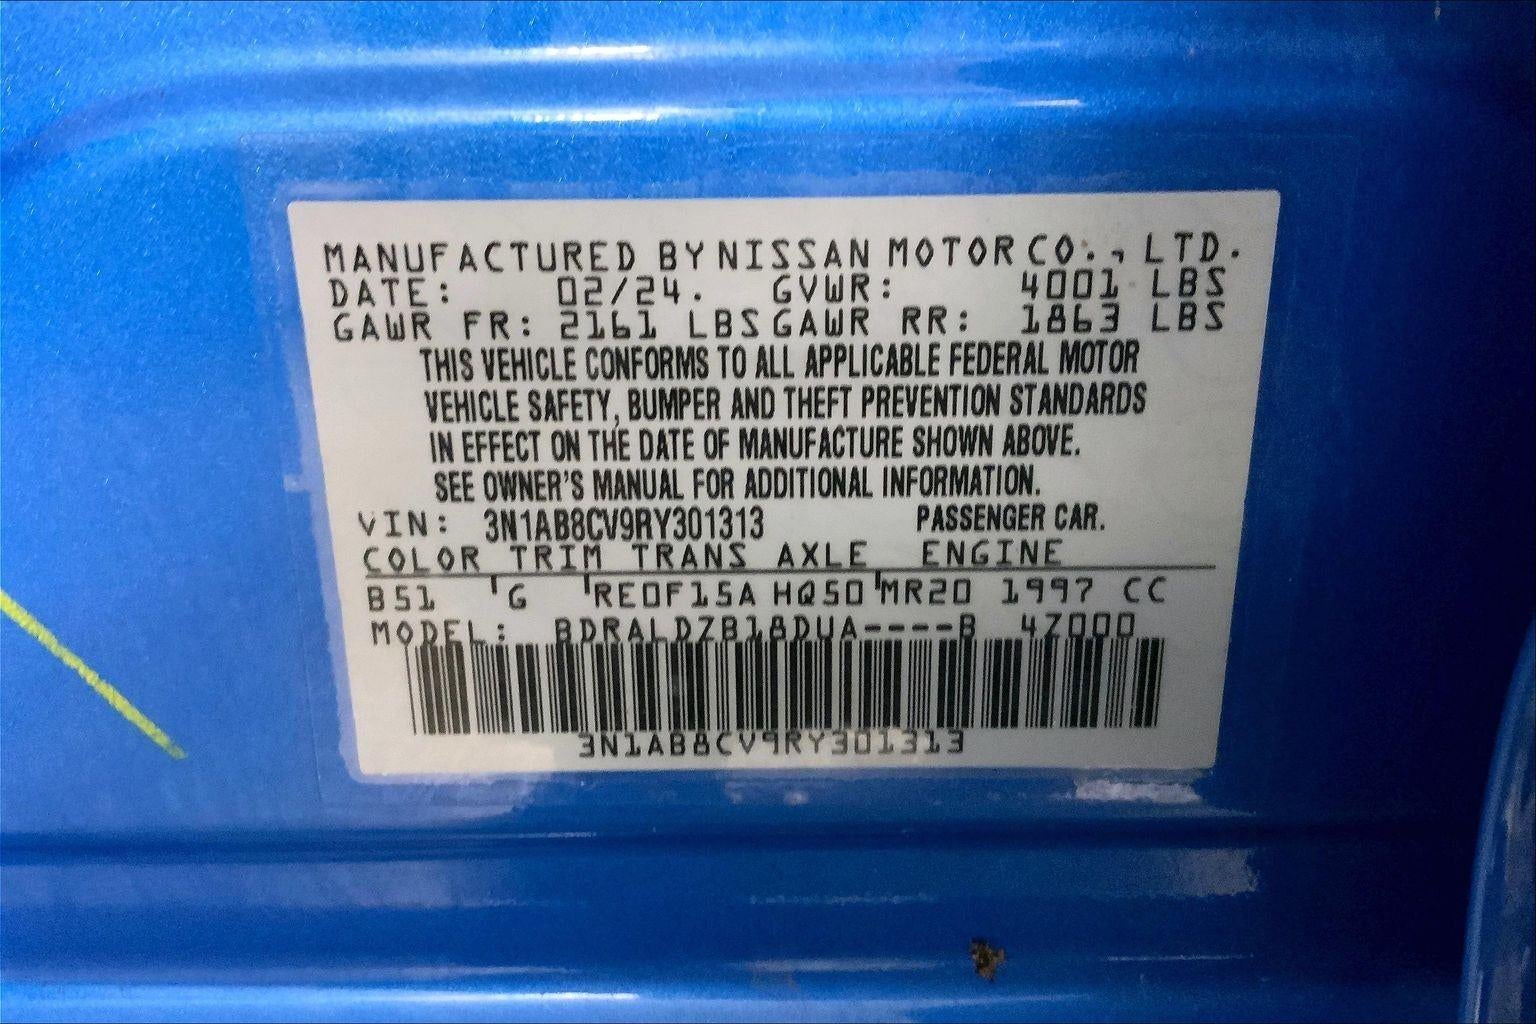 MANUFACTURED BY NISSAN MOTOR CO., LTD.
DATE: 02/24. GVWR: 4001 LBS
GAWR FR: 2161 LBS GAWR RR: 1863 LBS
THIS VEHICLE CONFORMS TO ALL APPLICABLE FEDERAL MOTOR
VEHICLE SAFETY, BUMPER AND THEFT PREVENTION STANDARDS
IN EFFECT ON THE DATE OF MANUFACTURE SHOWN ABOVE.
SEE OWNER'S MANUAL FOR ADDITIONAL INFORMATION.
VIN: 3N1AB8CV9RY301313 PASSENGER CAR.
COLOR TRIM TRANS AXLE ENGINE
B51 G RE0F15A HQ50 MR20 1997 CC
MODEL: BDRALDZB18DUA----B 4Z000
3N1AB8CV9RY301313